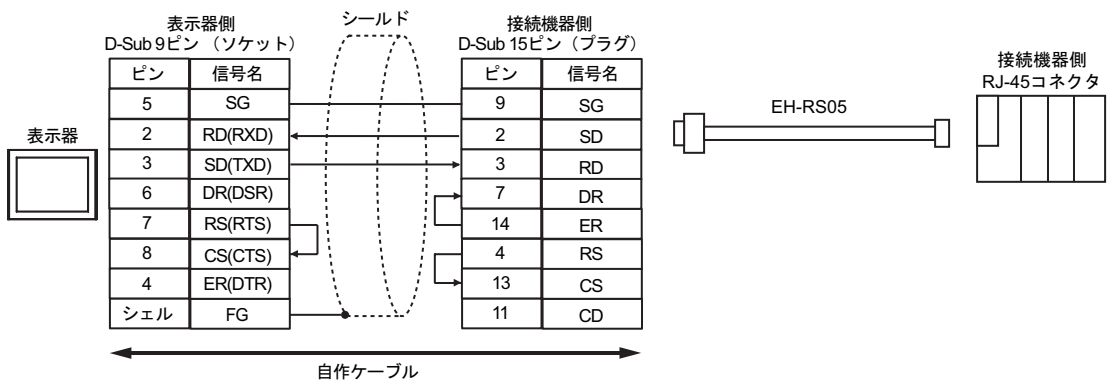 表示器側
D-Sub 9ピン （ソケット）
シールド
接続機器側
D-Sub 15ピン（プラグ）
接続機器側
RJ-45コネクタ
表示器
ピン 信号名
5 SG
2 RD(RXD)
3 SD(TXD)
6 DR(DSR)
7 RS(RTS)
8 CS(CTS)
4 ER(DTR)
シェル FG
ピン 信号名
9 SG
2 SD
3 RD
7 DR
14 ER
4 RS
13 CS
11 CD
EH-RS05
自作ケーブル